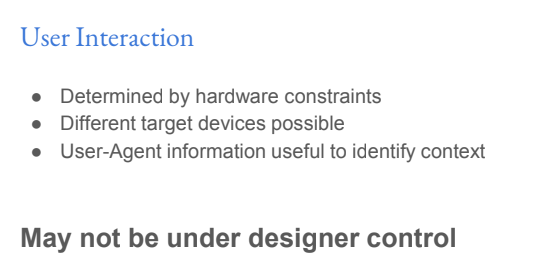 User Interaction
● Determined by hardware constraints
● Different target devices possible
● User-Agent information useful to identify context
May not be under designer control